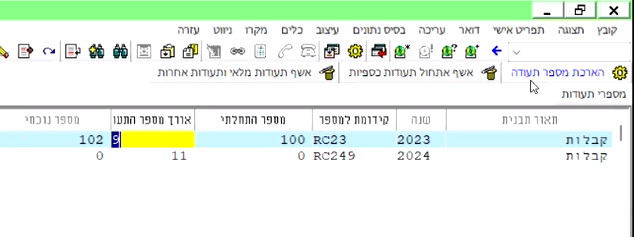 קובץ תצוגה תפריט אישי דואר עריכה בסיס נתונים עיצוב כלים מקרו ניווט עזרה
הארכת מספר תעודה אשף אתחול תעודות כספיות אשף תעודות מלאי ותעודות אחרות
מספרי תעודות
תאור תבנית שנה קידומת למספר מספר התחלתי אורך מספר התעו מספר נוכחי
קבלות 2023 RC23 100 9 102
קבלות 2024 RC249 0 11 0